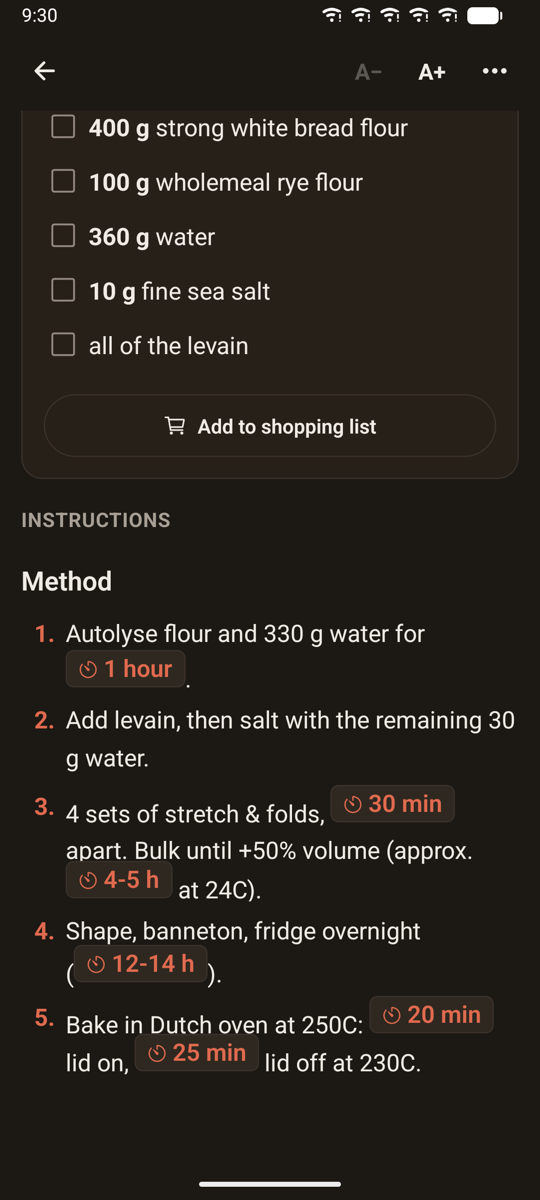 9:30
A− A+
400 g strong white bread flour
100 g wholemeal rye flour
360 g water
10 g fine sea salt
all of the levain
Add to shopping list
INSTRUCTIONS
Method
1. Autolyse flour and 330 g water for
1 hour.
2. Add levain, then salt with the remaining 30
g water.
3. 4 sets of stretch & folds, 30 min
apart. Bulk until +50% volume (approx.
4-5 h at 24C).
4. Shape, banneton, fridge overnight
(12-14 h).
5. Bake in Dutch oven at 250C: 20 min
lid on, 25 min lid off at 230C.